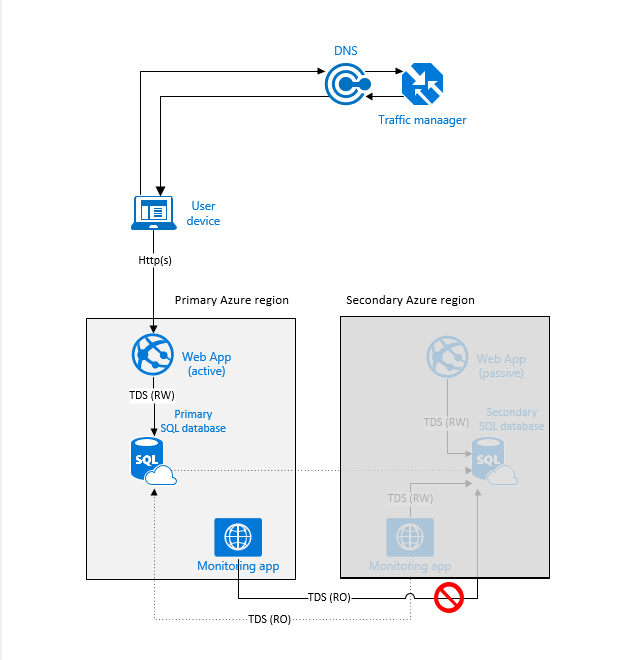 DNS
Traffic manaager
User
device
Http(s)
Primary Azure region
Secondary Azure region
Web App
(active)
Web App
(passive)
TDS (RW)
TDS (RW)
Primary
SQL database
Secondary
SQL database
SQL
SQL
TDS (RW)
Monitoring app
Monitoring app
TDS (RO)
TDS (RO)